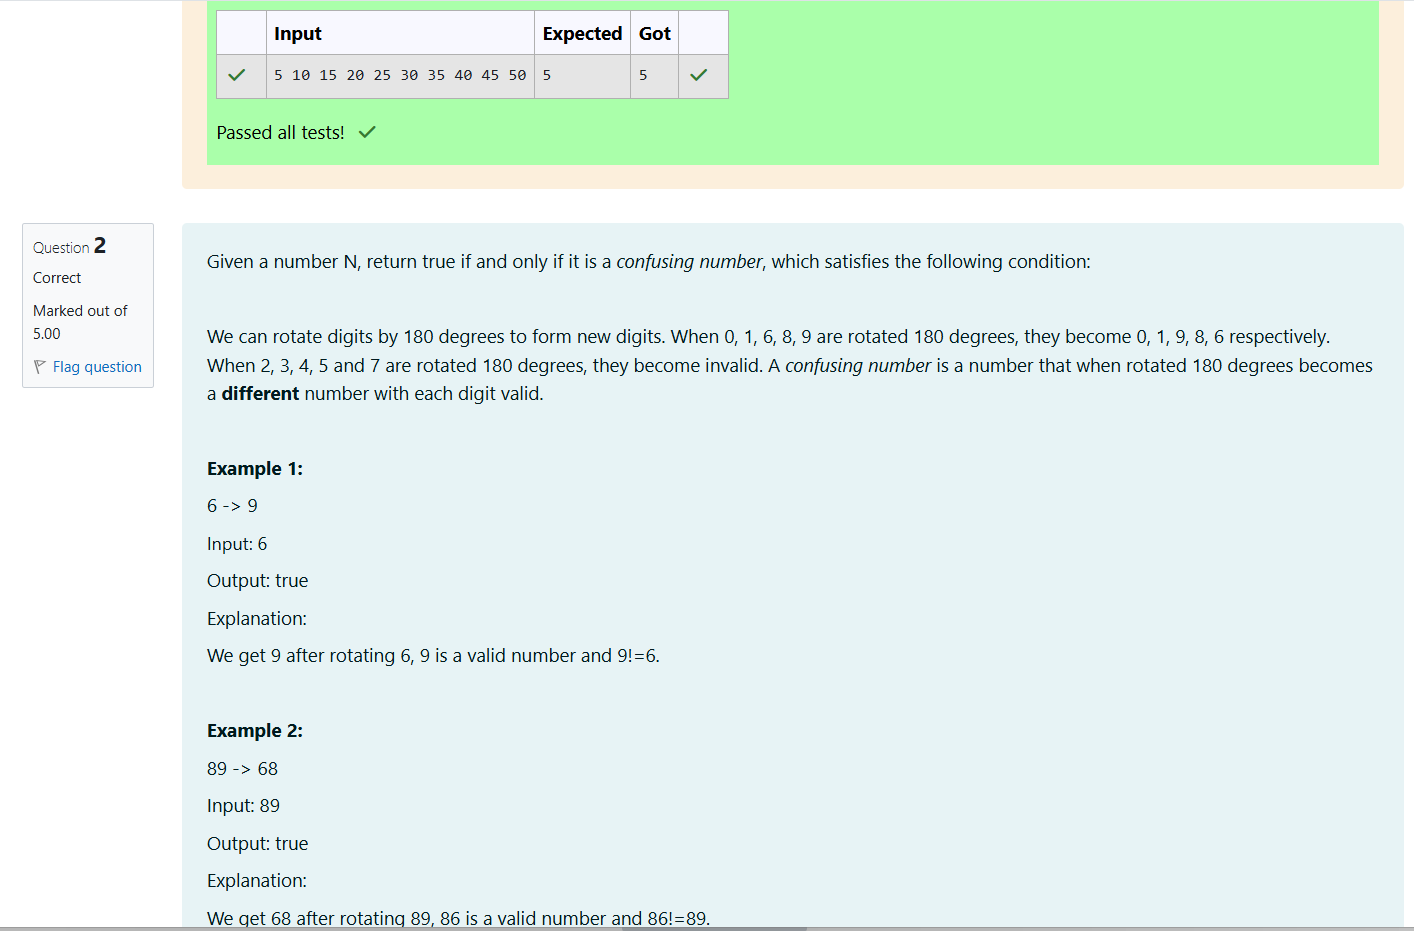 Input Expected Got
5 10 15 20 25 30 35 40 45 50 5 5
Passed all tests!
Question 2
Correct
Marked out of
5.00
Flag question
Given a number N, return true if and only if it is a confusing number, which satisfies the following condition:
We can rotate digits by 180 degrees to form new digits. When 0, 1, 6, 8, 9 are rotated 180 degrees, they become 0, 1, 9, 8, 6 respectively.
When 2, 3, 4, 5 and 7 are rotated 180 degrees, they become invalid. A confusing number is a number that when rotated 180 degrees becomes
a different number with each digit valid.
Example 1:
6 -> 9
Input: 6
Output: true
Explanation:
We get 9 after rotating 6, 9 is a valid number and 9!=6.
Example 2:
89 -> 68
Input: 89
Output: true
Explanation:
We get 68 after rotating 89, 86 is a valid number and 86!=89.